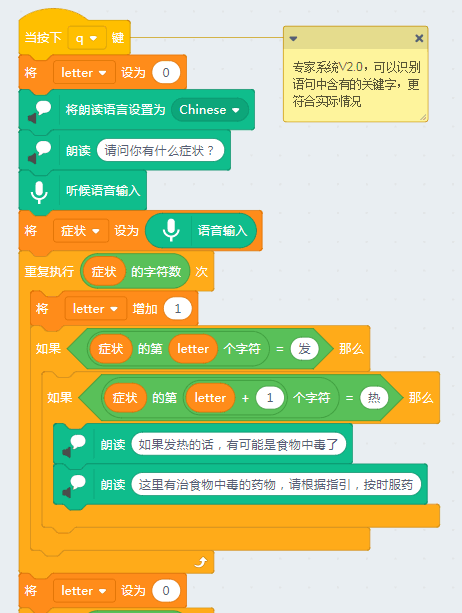 当按下 q 键
专家系统V2.0，可以识别
语句中含有的关键字，更
符合实际情况
将 letter 设为 0
将朗读语言设置为 Chinese
朗读 请问你有什么症状？
听候语音输入
将 症状 设为 语音输入
重复执行 症状 的字符数 次
将 letter 增加 1
如果 症状 的第 letter 个字符 = 发 那么
如果 症状 的第 letter + 1 个字符 = 热 那么
朗读 如果发热的话，有可能是食物中毒了
朗读 这里有治食物中毒的药物，请根据指引，按时服药
将 letter 设为 0